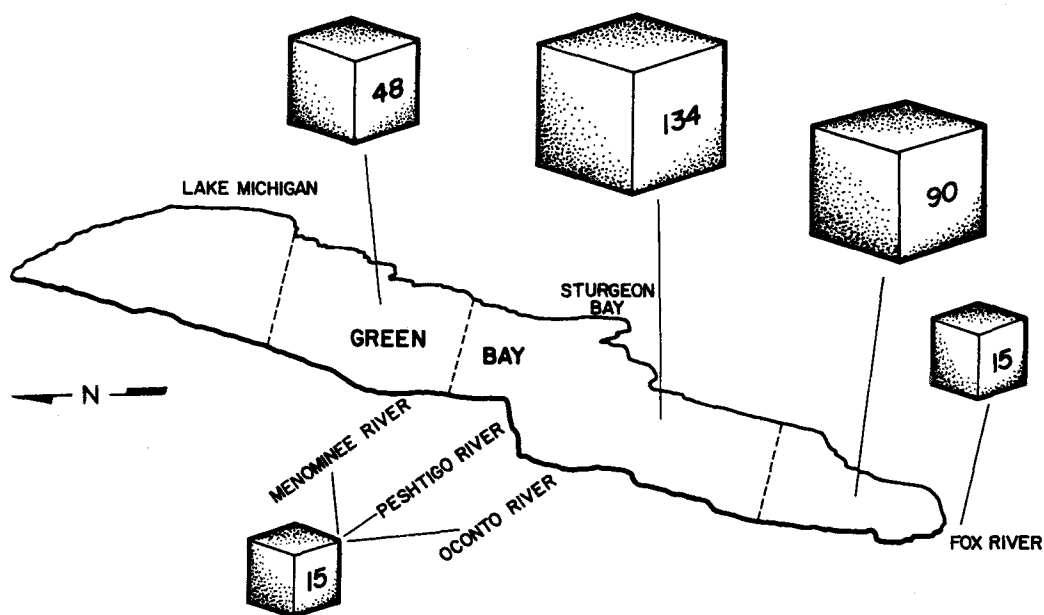 48
134
90
LAKE MICHIGAN
STURGEON
BAY
GREEN
BAY
15
N
MENOMINEE RIVER
PESHTIGO RIVER
OCONTO RIVER
FOX RIVER
15